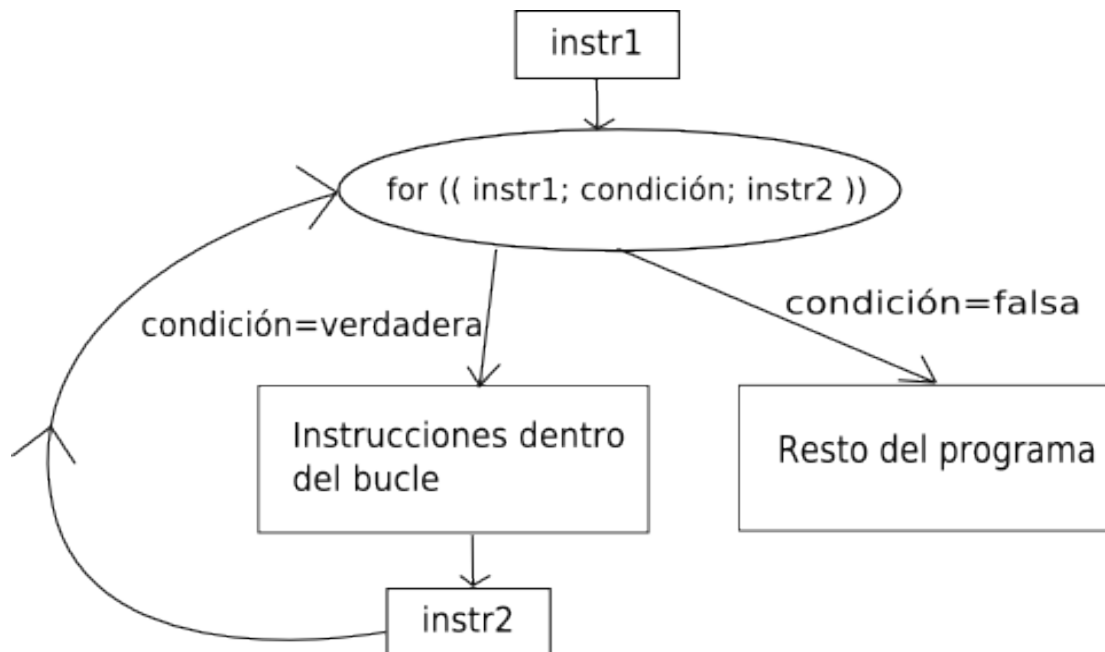 instr1
for (( instr1; condición; instr2 ))
condición=verdadera
condición=falsa
Instrucciones dentro
del bucle
Resto del programa
instr2